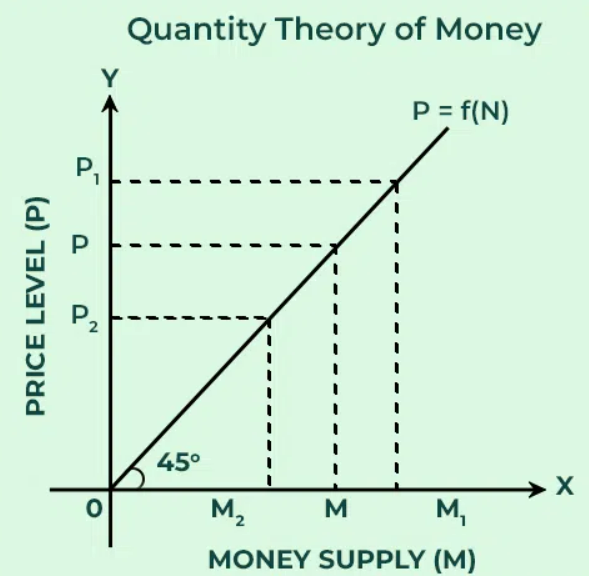 Quantity Theory of Money
Y
P = f(N)
P₁
P
P₂
PRICE LEVEL (P)
45°
X
0
M₂
M
M₁
MONEY SUPPLY (M)